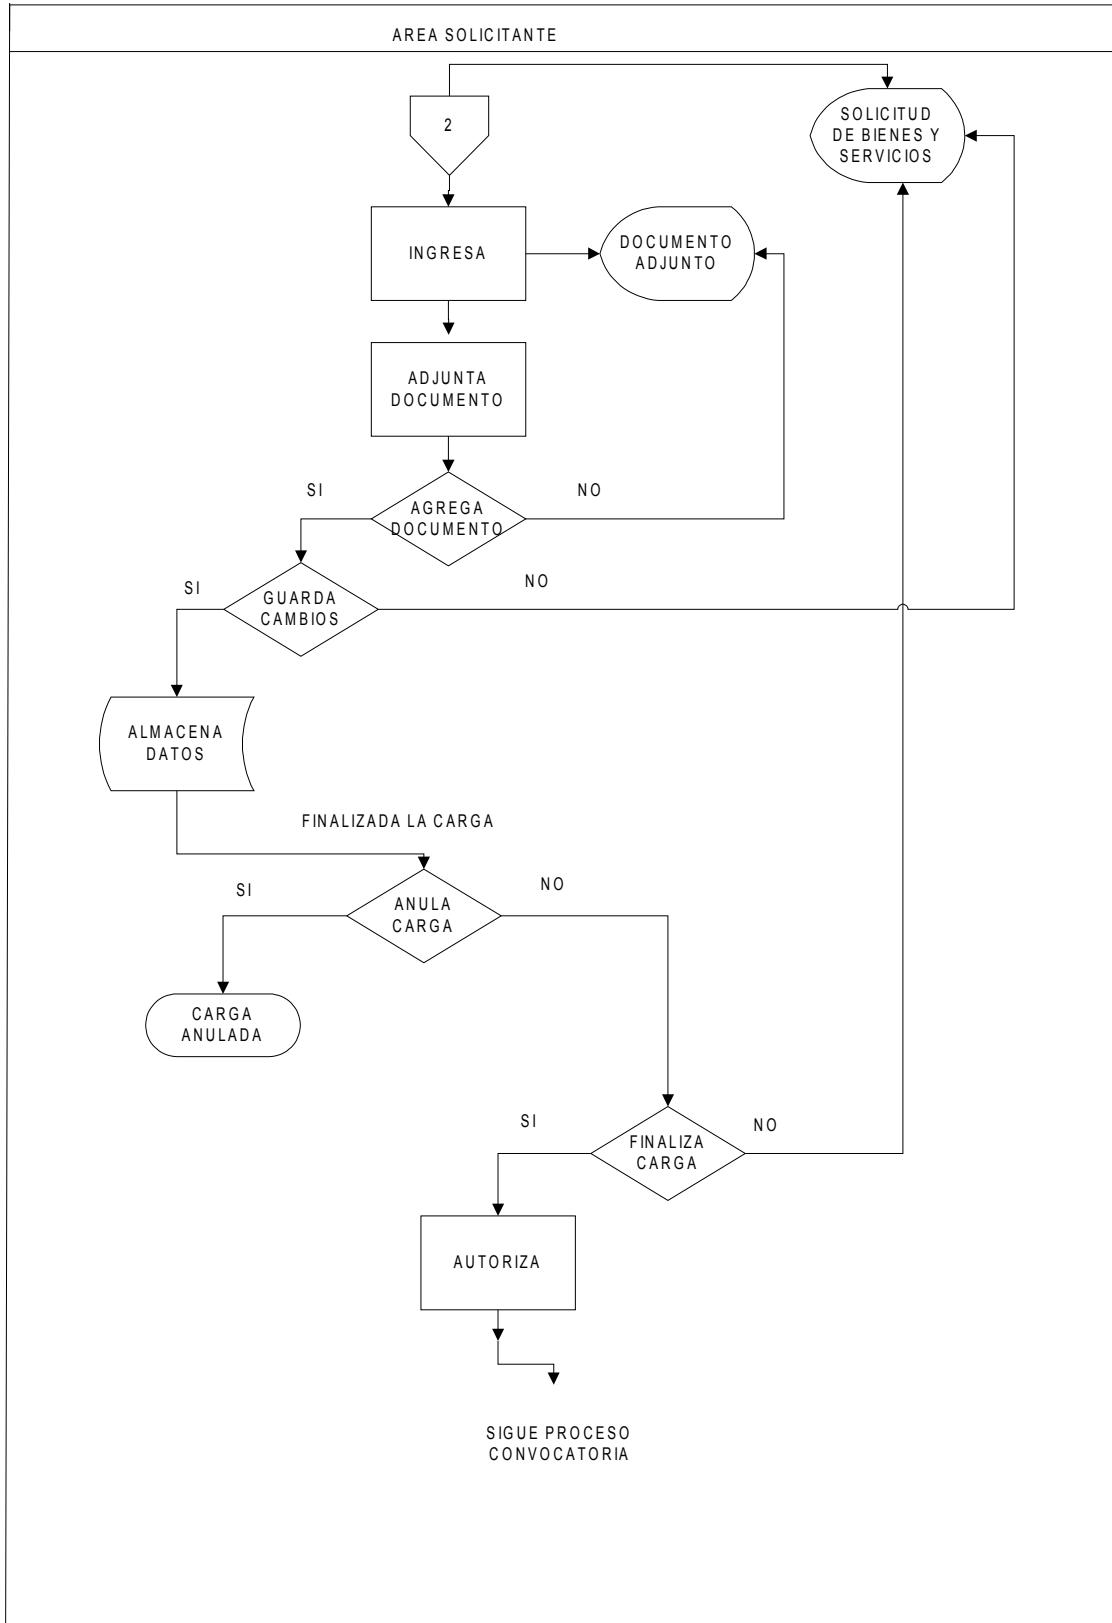 AREA SOLICITANTE
2
SOLICITUD
DE BIENES Y
SERVICIOS
INGRESA
DOCUMENTO
ADJUNTO
ADJUNTA
DOCUMENTO
SI
NO
AGREGA
DOCUMENTO
SI
NO
GUARDA
CAMBIOS
ALMACENA
DATOS
FINALIZADA LA CARGA
SI
NO
ANULA
CARGA
CARGA
ANULADA
SI
NO
FINALIZA
CARGA
AUTORIZA
SIGUE PROCESO
CONVOCATORIA